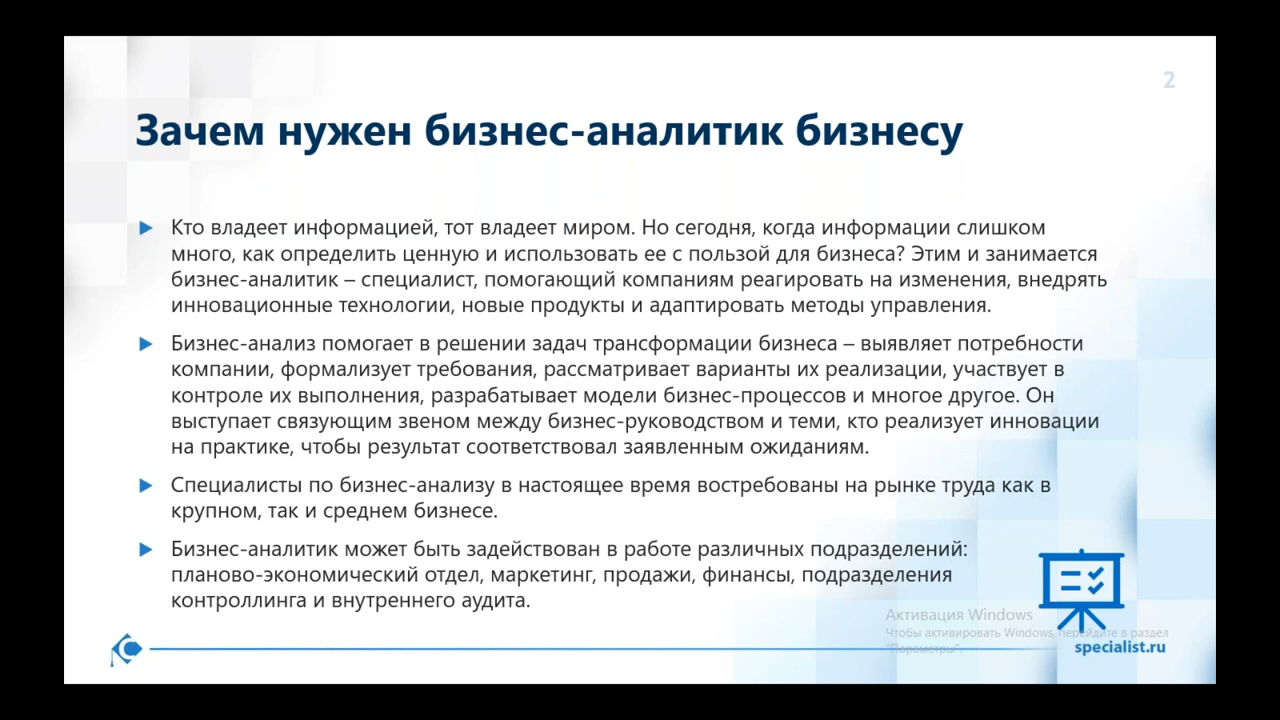 2
Зачем нужен бизнес-аналитик бизнесу
Кто владеет информацией, тот владеет миром. Но сегодня, когда информации слишком
много, как определить ценную и использовать ее с пользой для бизнеса? Этим и занимается
бизнес-аналитик – специалист, помогающий компаниям реагировать на изменения, внедрять
инновационные технологии, новые продукты и адаптировать методы управления.
Бизнес-анализ помогает в решении задач трансформации бизнеса – выявляет потребности
компании, формализует требования, рассматривает варианты их реализации, участвует в
контроле их выполнения, разрабатывает модели бизнес-процессов и многое другое. Он
выступает связующим звеном между бизнес-руководством и теми, кто реализует инновации
на практике, чтобы результат соответствовал заявленным ожиданиям.
Специалисты по бизнес-анализу в настоящее время востребованы на рынке труда как в
крупном, так и среднем бизнесе.
Бизнес-аналитик может быть задействован в работе различных подразделений:
планово-экономический отдел, маркетинг, продажи, финансы, подразделения
контроллинга и внутреннего аудита.
Активация Windows
Чтобы активировать Windows, перейдите в раздел
"Параметры".
specialist.ru